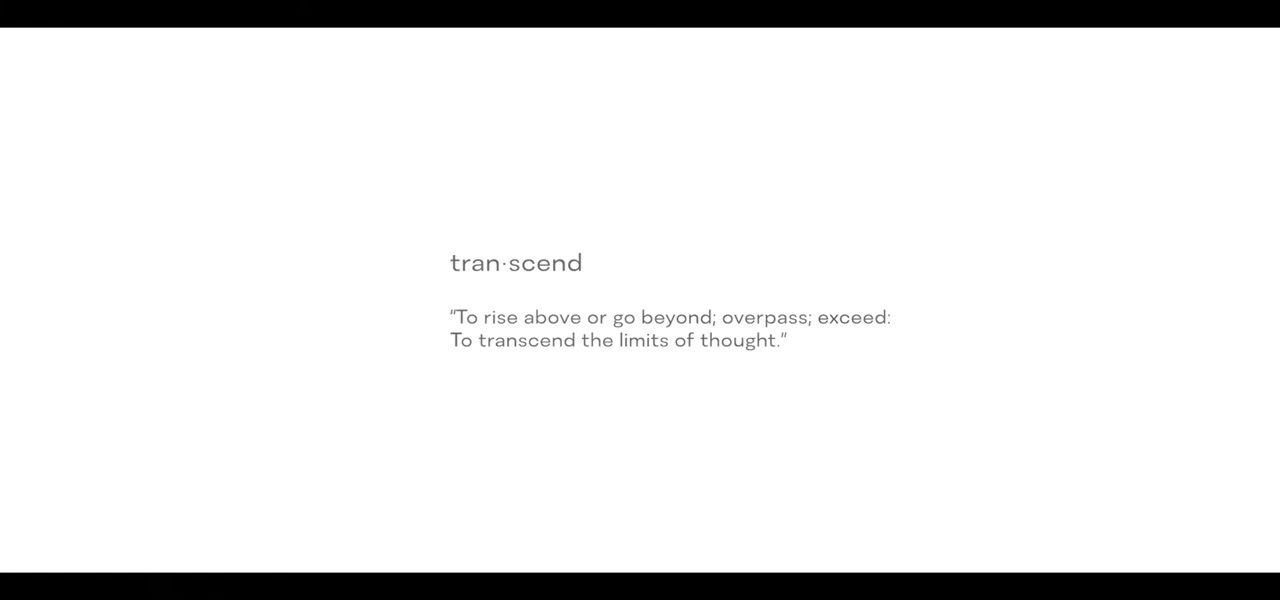 tran·scend
"To rise above or go beyond; overpass; exceed:
To transcend the limits of thought."